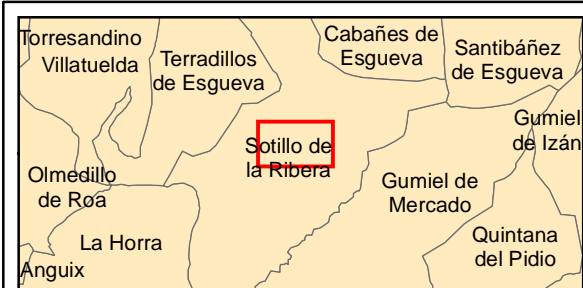 Torresandino
Villatuelda
Terradillos
de Esgueva
Cabañes de
Esgueva
Santibáñez
de Esgueva
Gumiel
de Izán
Sotillo de
la Ribera
Olmedillo
de Roa
Gumiel de
Mercado
La Horra
Quintana
del Pidio
Anguix